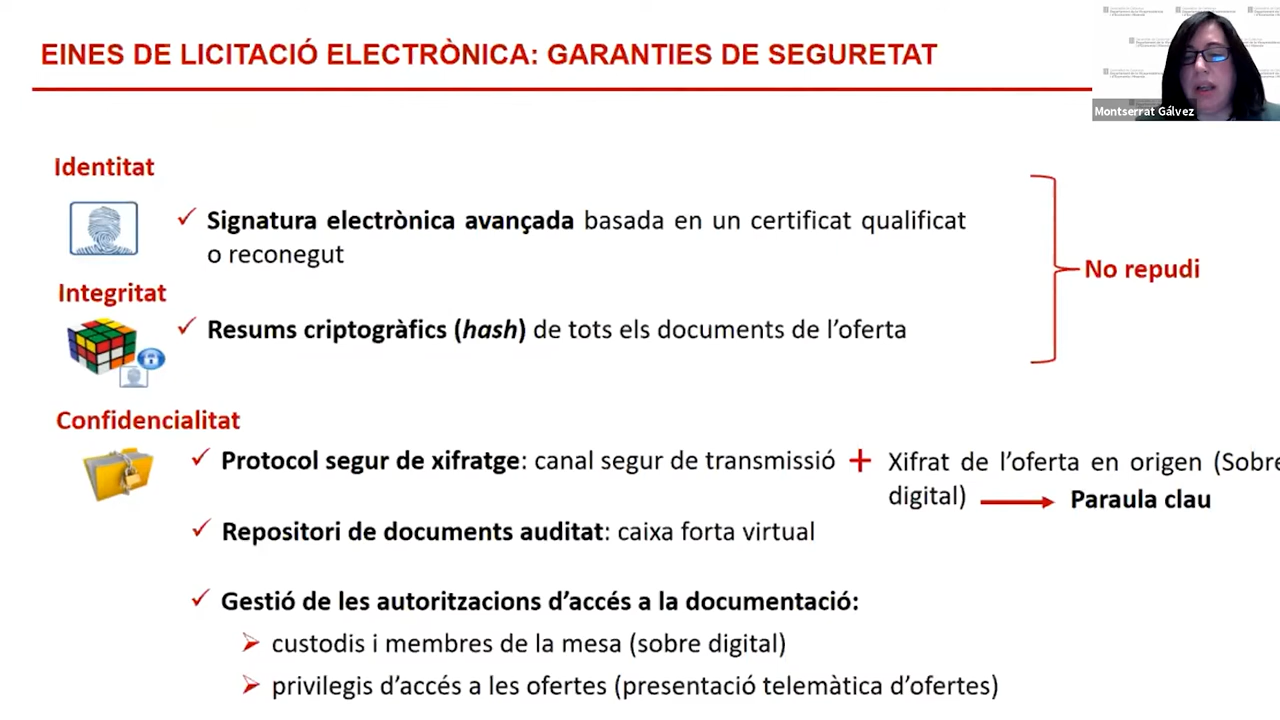 EINES DE LICITACIÓ ELECTRÒNICA: GARANTIES DE SEGURETAT
Montserrat Gálvez
Identitat
✓ Signatura electrònica avançada basada en un certificat qualificat
o reconegut
Integritat
✓ Resums criptogràfics (hash) de tots els documents de l’oferta
No repudi
Confidencialitat
✓ Protocol segur de xifratge: canal segur de transmissió + Xifrat de l’oferta en origen (Sobre
digital) Paraula clau
✓ Repositori de documents auditat: caixa forta virtual
✓ Gestió de les autoritzacions d’accés a la documentació:
custodis i membres de la mesa (sobre digital)
privilegis d’accés a les ofertes (presentació telemàtica d’ofertes)